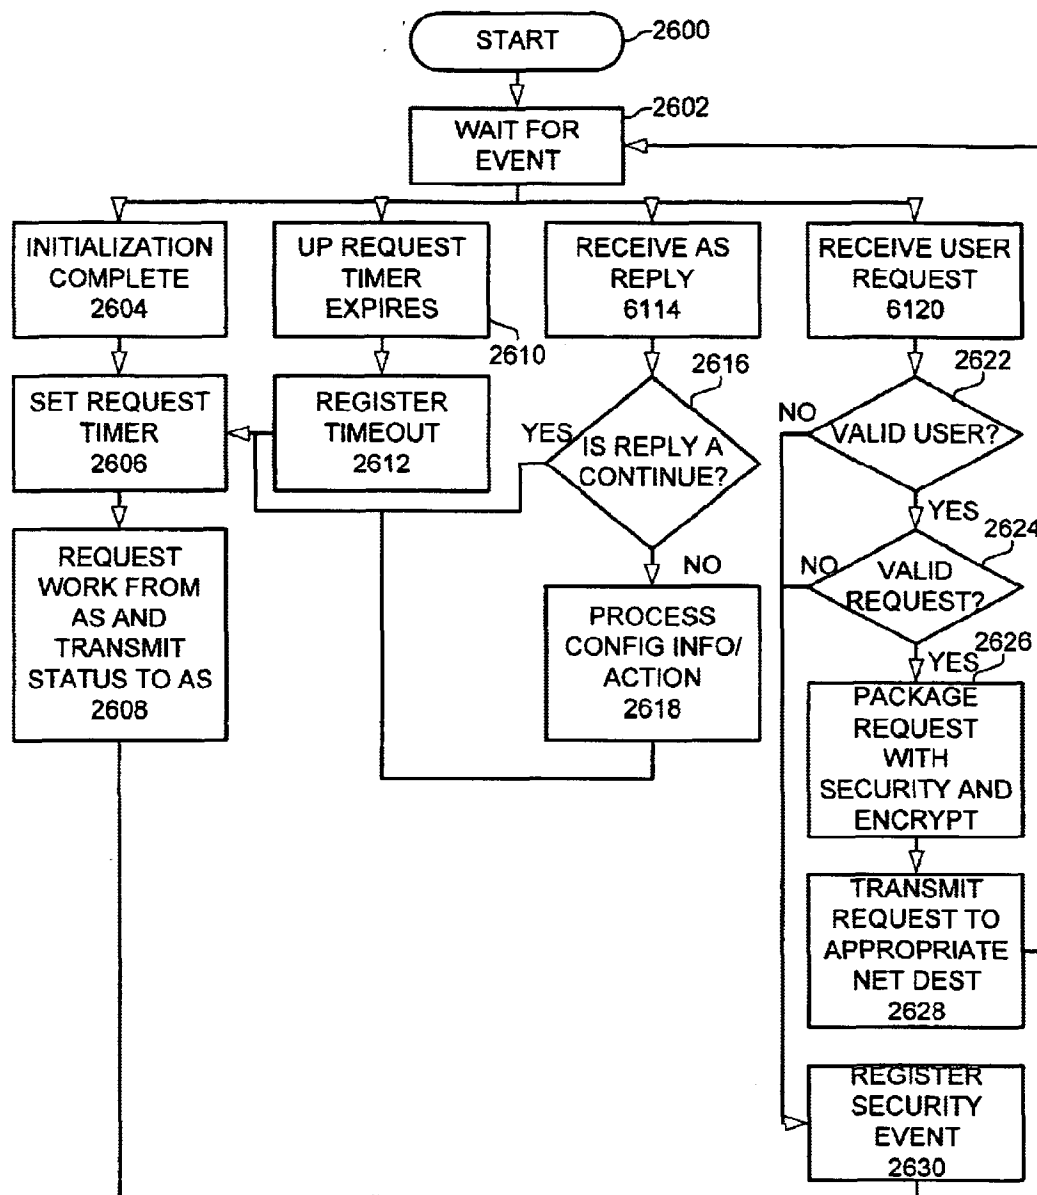 START
2600
2602
WAIT FOR
EVENT
INITIALIZATION
COMPLETE
2604
UP REQUEST
TIMER
EXPIRES
2610
RECEIVE AS
REPLY
6114
RECEIVE USER
REQUEST
6120
SET REQUEST
TIMER
2606
REGISTER
TIMEOUT
2612
2616
YES
IS REPLY A
CONTINUE?
NO
2622
NO
VALID USER?
YES
2624
NO
VALID
REQUEST?
YES
2626
REQUEST
WORK FROM
AS AND
TRANSMIT
STATUS TO AS
2608
PROCESS
CONFIG INFO/
ACTION
2618
PACKAGE
REQUEST
WITH
SECURITY AND
ENCRYPT
TRANSMIT
REQUEST TO
APPROPRIATE
NET DEST
2628
REGISTER
SECURITY
EVENT
2630